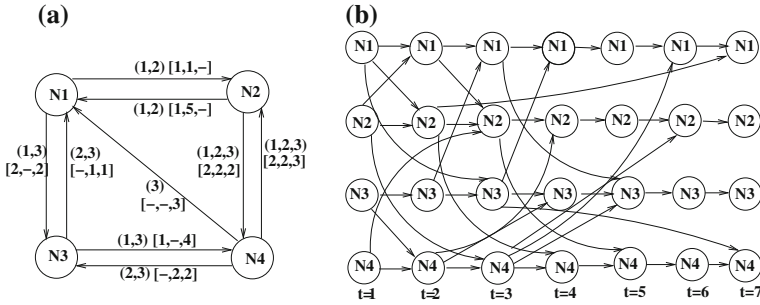 (a)
(1,2) [1,1,−]
N1
N2
(1,2) [1,5,−]
(1,3)
[2,−,2]
(2,3)
[−,1,1]
(1,2,3)
[2,2,2]
(1,2,3)
[2,2,3]
(3)
[−,−,3]
N3
(1,3) [1,−,4]
N4
(2,3) [−,2,2]
(b)
N1 N1 N1 N1 N1 N1 N1
N2 N2 N2 N2 N2 N2 N2
N3 N3 N3 N3 N3 N3 N3
N4 N4 N4 N4 N4 N4 N4
t=1 t=2 t=3 t=4 t=5 t=6 t=7